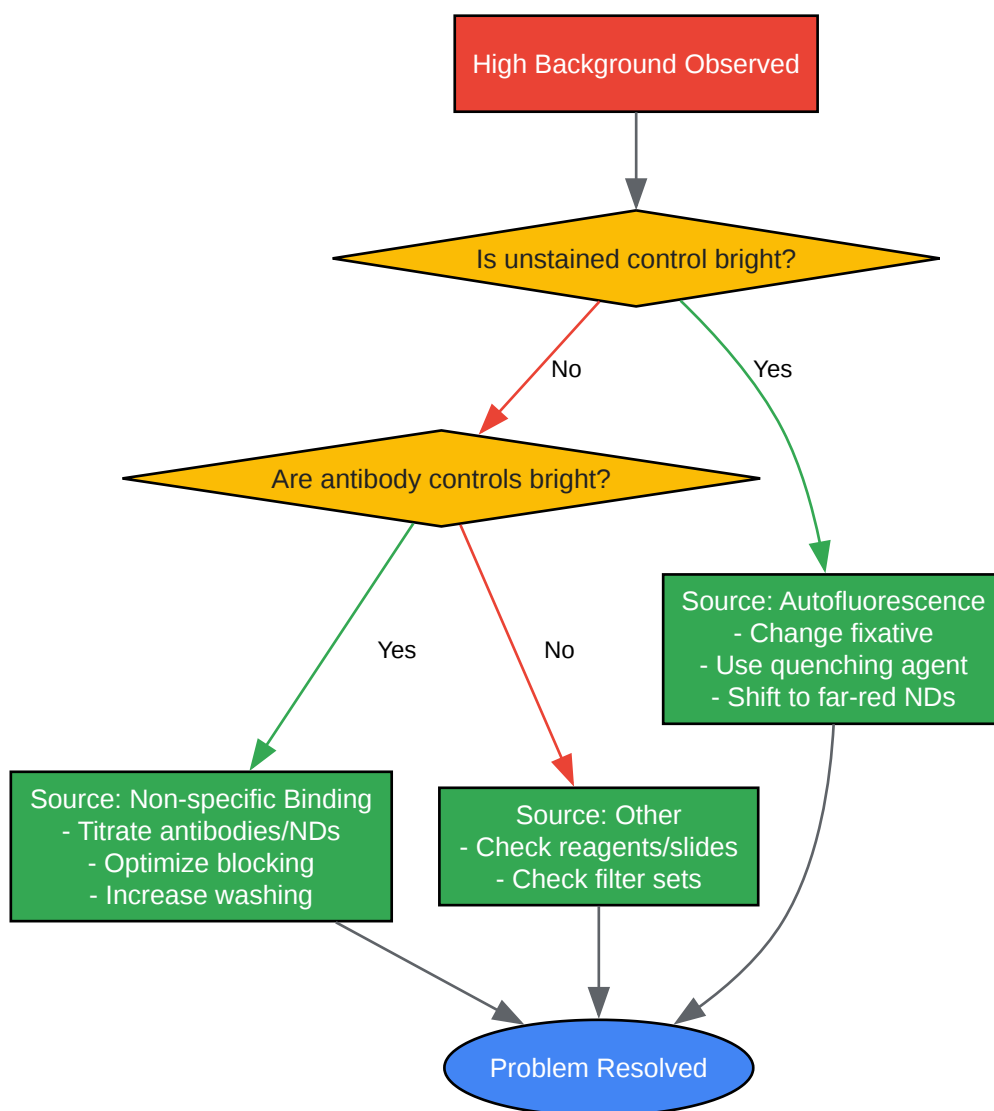 High Background Observed
Is unstained control bright?
No
Yes
Are antibody controls bright?
Yes
No
Source: Autofluorescence
- Change fixative
- Use quenching agent
- Shift to far-red NDs
Source: Non-specific Binding
- Titrate antibodies/NDs
- Optimize blocking
- Increase washing
Source: Other
- Check reagents/slides
- Check filter sets
Problem Resolved